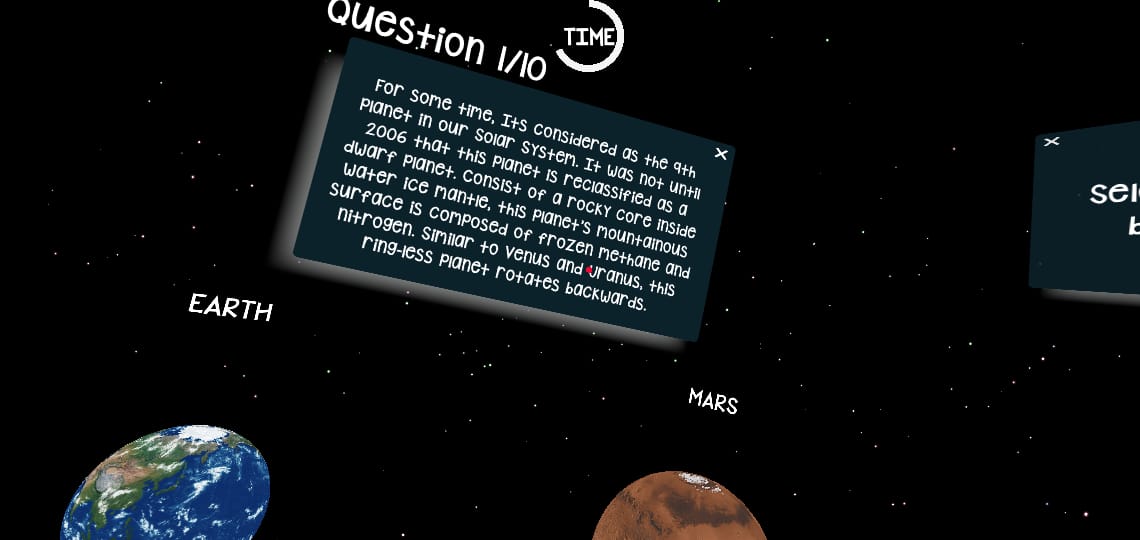 Question 1/10
TIME
For some time, Its considered as the 9th
planet in our solar system. It was not until
2006 that this planet is reclassified as a
dwarf planet. Consist of a rocky core inside
water ice mantle, this planet's mountainous
surface is composed of frozen methane and
nitrogen. Similar to Venus and Uranus, this
ring-less planet rotates backwards.
EARTH
MARS